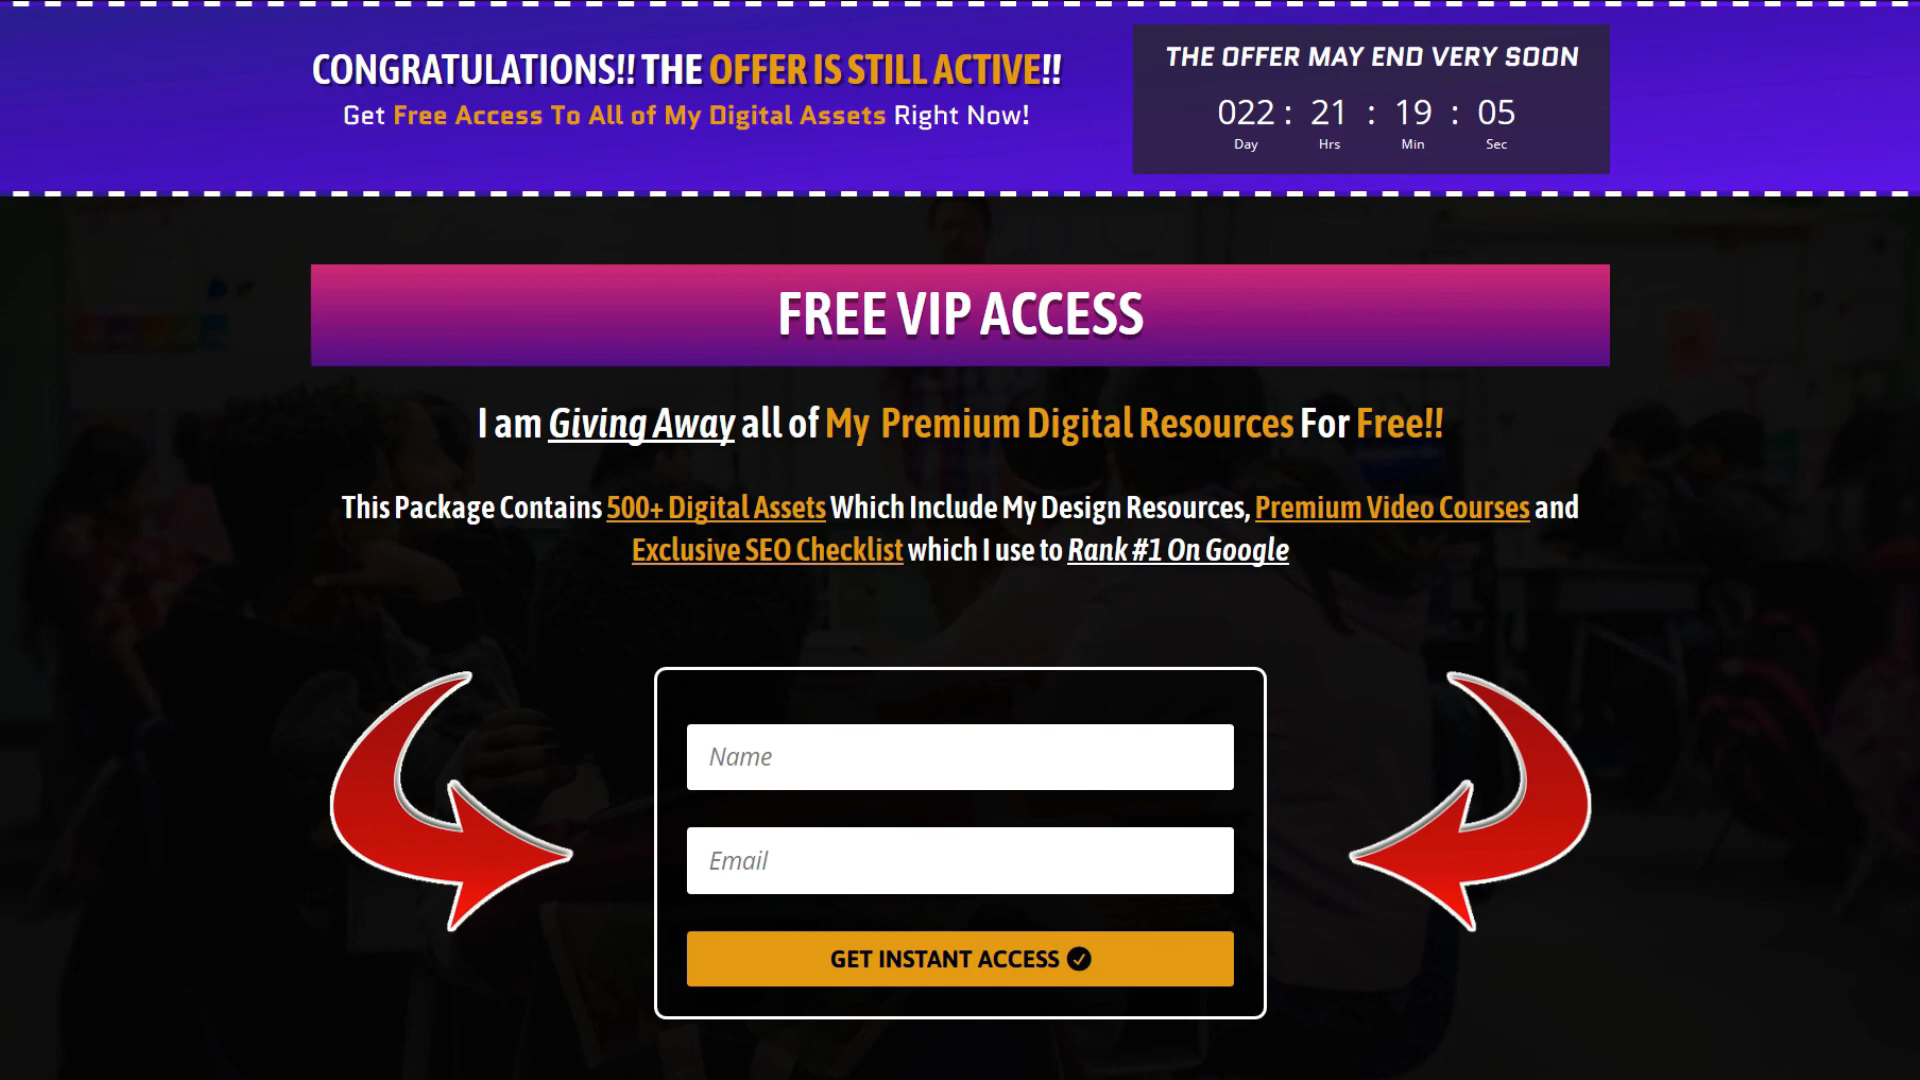 CONGRATULATIONS!! THE OFFER IS STILL ACTIVE!!
Get Free Access To All of My Digital Assets Right Now!
THE OFFER MAY END VERY SOON
022 : 21 : 19 : 05
Day Hrs Min Sec
FREE VIP ACCESS
I am Giving Away all of My Premium Digital Resources For Free!!
This Package Contains 500+ Digital Assets Which Include My Design Resources, Premium Video Courses and
Exclusive SEO Checklist which I use to Rank #1 On Google
Name
Email
GET INSTANT ACCESS